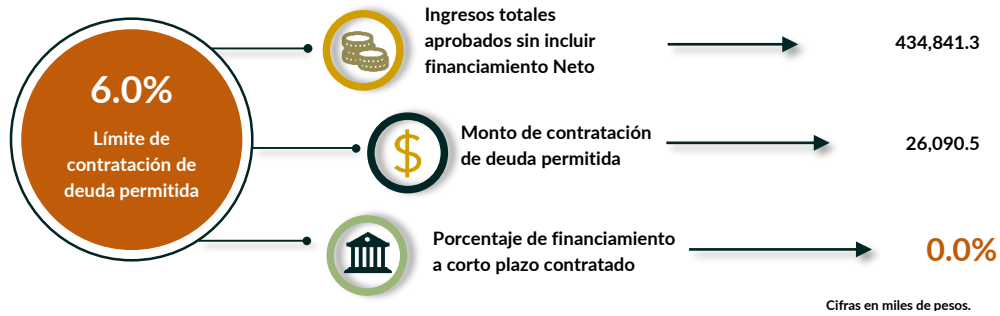 6.0%
Límite de
contratación de
deuda permitida
Ingresos totales
aprobados sin incluir
financiamiento Neto
434,841.3
$
Monto de contratación
de deuda permitida
26,090.5
Porcentaje de financiamiento
a corto plazo contratado
0.0%
Cifras en miles de pesos.